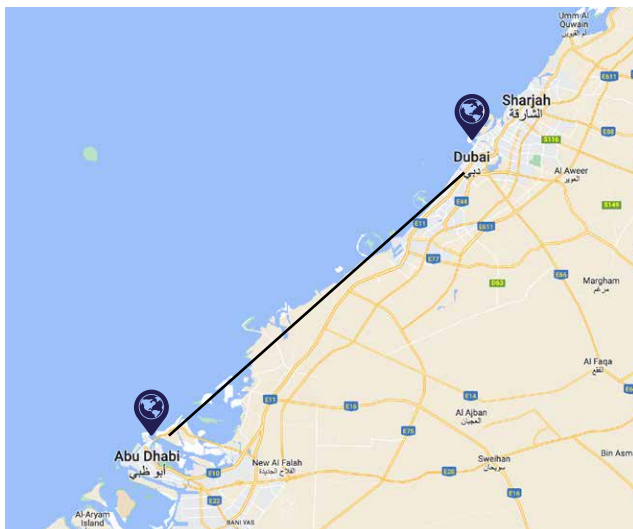 Umm Al
Quwain
أم القيوين
E611
Sharjah
الشارقة
S116
E88
Dubai
دبي
Al Aweer
العوير
E44
S149
E11
E611
E77
E66
D63
Margham
مرغم
Al Faqa
الفقع
E11
E16
E14
E6
Al Ajban
العجبان
E75
Abu Dhabi
أبو ظبي
New Al Falah
الفلاح الجديدة
Sweihan
سويحان
Bin Asm
E10
E20
E22
E16
Al-Aryam
Island
BANI YAS